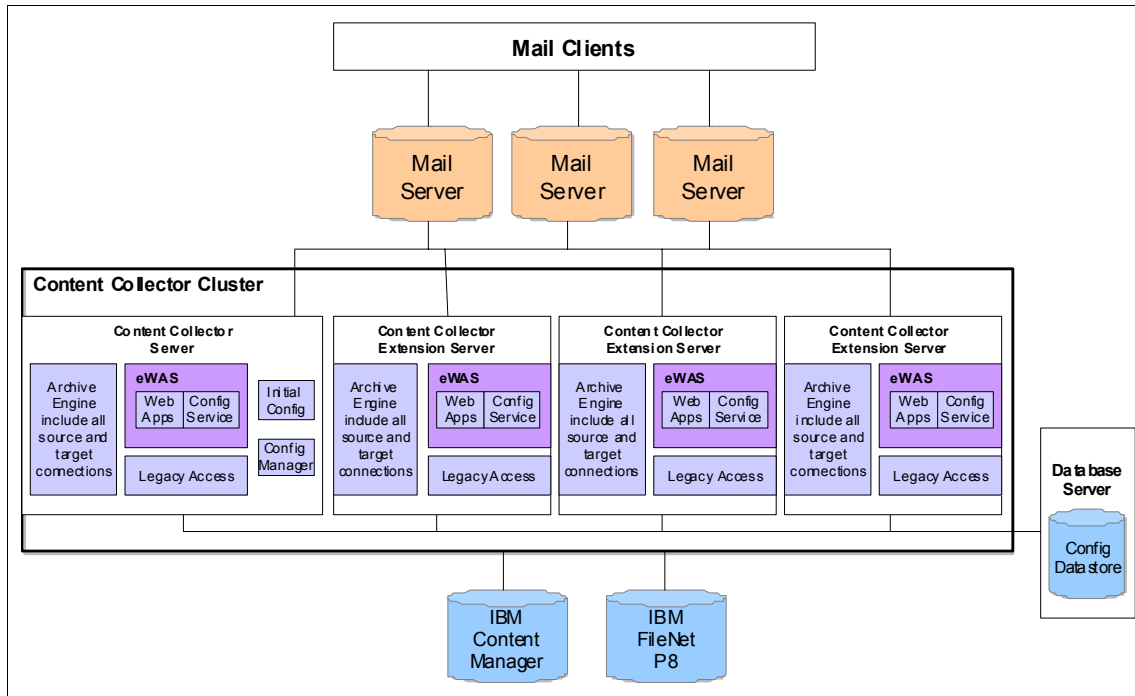 Mail Clients
Mail
Server
Mail
Server
Mail
Server
Content Collector Cluster
Content Collector
Server
Archive
Engine
include all
source and
target
connections
eWAS
Web
Apps
Config
Service
Legacy Access
Initial
Config
Config
Manager
Content Collector
Extension Server
Archive
Engine
include all
source and
target
connections
eWAS
Web
Apps
Config
Service
Legacy Access
Content Collector
Extension Server
Archive
Engine
include all
source and
target
connections
eWAS
Web
Apps
Config
Service
Legacy Access
Content Collector
Extension Server
Archive
Engine
include all
source and
target
connections
eWAS
Web
Apps
Config
Service
Legacy Access
Database
Server
Config
Datastore
IBM
Content
Manager
IBM
FileNet
P8